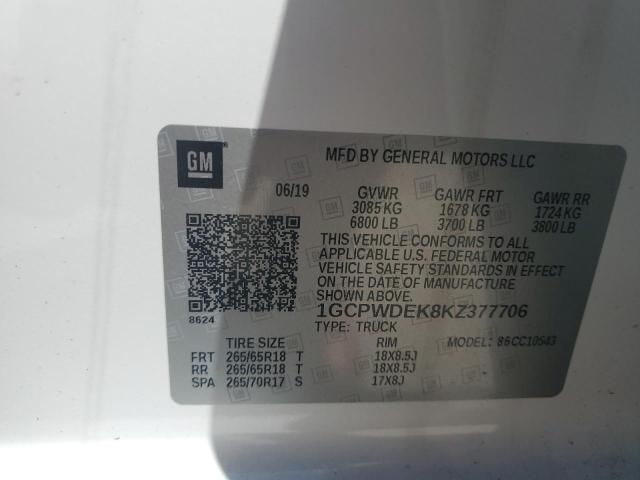 GM
MFD BY GENERAL MOTORS LLC
06/19 GVWR GAWR FRT GAWR RR
3085 KG 1678 KG 1724 KG
6800 LB 3700 LB 3800 LB
THIS VEHICLE CONFORMS TO ALL
APPLICABLE U.S. FEDERAL MOTOR
VEHICLE SAFETY STANDARDS IN EFFECT
ON THE DATE OF MANUFACTURE
SHOWN ABOVE.
8624 1GCPWDEK8KZ377706
TYPE: TRUCK
TIRE SIZE RIM MODEL: 86CC10543
FRT 265/65R18 T 18X8.5J
RR 265/65R18 T 18X8.5J
SPA 265/70R17 S 17X8J